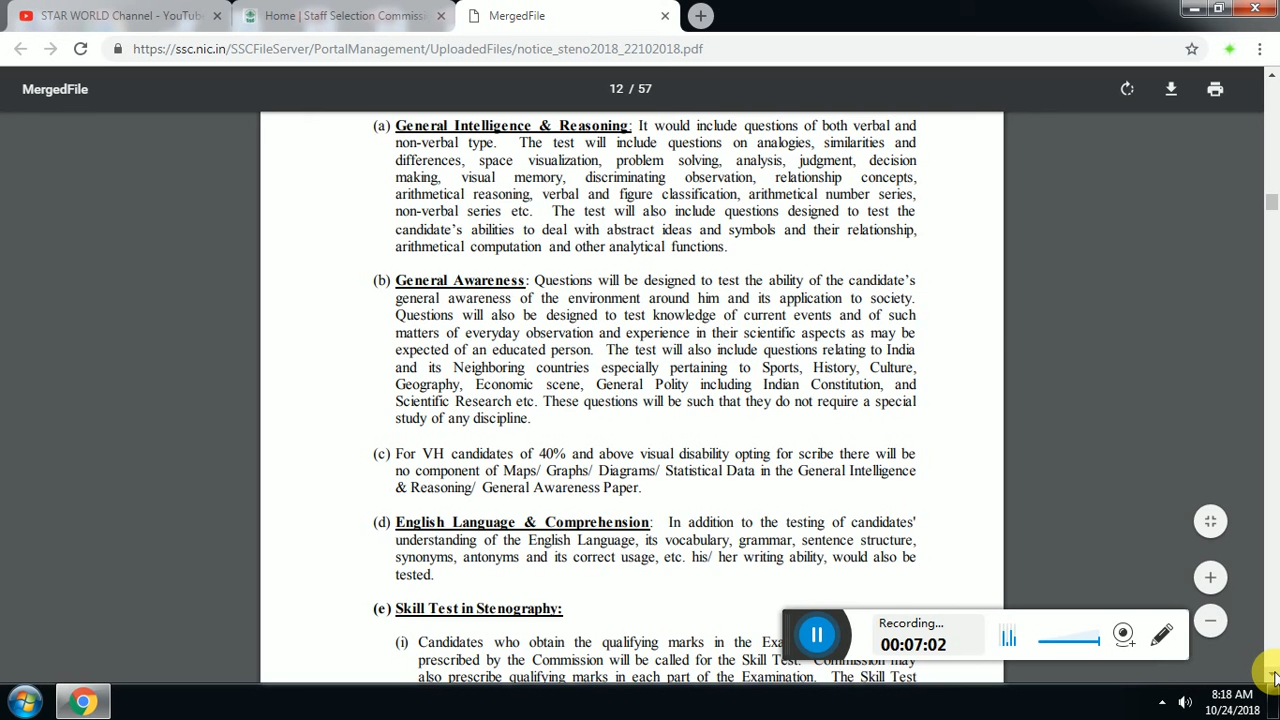 STAR WORLD Channel - YouTub
Home | Staff Selection Commissi
MergedFile
https://ssc.nic.in/SSCFileServer/PortalManagement/UploadedFiles/notice_steno2018_22102018.pdf
MergedFile
12 / 57
(a) General Intelligence & Reasoning: It would include questions of both verbal and
non-verbal type. The test will include questions on analogies, similarities and
differences, space visualization, problem solving, analysis, judgment, decision
making, visual memory, discriminating observation, relationship concepts,
arithmetical reasoning, verbal and figure classification, arithmetical number series,
non-verbal series etc. The test will also include questions designed to test the
candidate's abilities to deal with abstract ideas and symbols and their relationship,
arithmetical computation and other analytical functions.
(b) General Awareness: Questions will be designed to test the ability of the candidate's
general awareness of the environment around him and its application to society.
Questions will also be designed to test knowledge of current events and of such
matters of everyday observation and experience in their scientific aspects as may be
expected of an educated person. The test will also include questions relating to India
and its Neighboring countries especially pertaining to Sports, History, Culture,
Geography, Economic scene, General Polity including Indian Constitution, and
Scientific Research etc. These questions will be such that they do not require a special
study of any discipline.
(c) For VH candidates of 40% and above visual disability opting for scribe there will be
no component of Maps/ Graphs/ Diagrams/ Statistical Data in the General Intelligence
& Reasoning/ General Awareness Paper.
(d) English Language & Comprehension: In addition to the testing of candidates'
understanding of the English Language, its vocabulary, grammar, sentence structure,
synonyms, antonyms and its correct usage, etc. his/ her writing ability, would also be
tested.
(e) Skill Test in Stenography:
(i) Candidates who obtain the qualifying marks in the Exa
prescribed by the Commission will be called for the Skill Test. Commission may
also prescribe qualifying marks in each part of the Examination. The Skill Test
Recording...
00:07:02
8:18 AM
10/24/2018